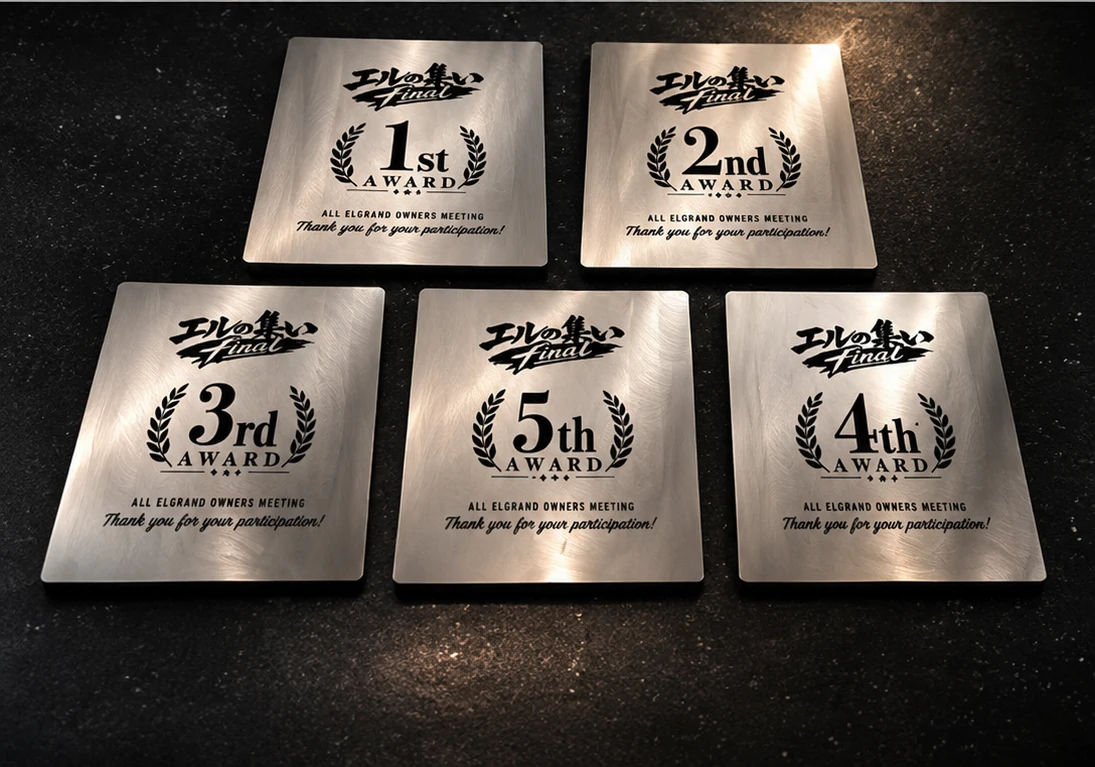 エルの集い
Final
1st
AWARD
ALL ELGRAND OWNERS MEETING
Thank you for your participation!
エルの集い
Final
2nd
AWARD
ALL ELGRAND OWNERS MEETING
Thank you for your participation!
エルの集い
Final
3rd
AWARD
ALL ELGRAND OWNERS MEETING
Thank you for your participation!
エルの集い
Final
5th
AWARD
ALL ELGRAND OWNERS MEETING
Thank you for your participation!
エルの集い
Final
4th
AWARD
ALL ELGRAND OWNERS MEETING
Thank you for your participation!